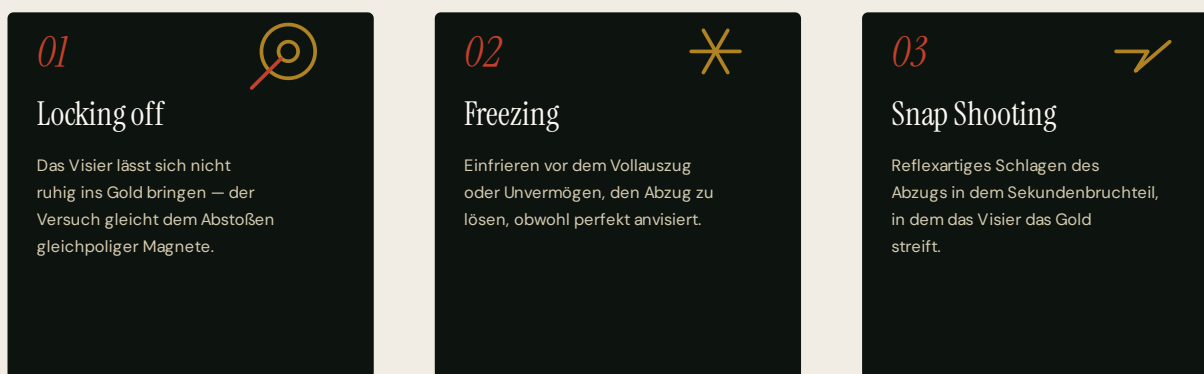 01
Locking off
Das Visier lässt sich nicht
ruhig ins Gold bringen — der
Versuch gleicht dem Abstoßen
gleichpoliger Magnete.
02
Freezing
Einfrieren vor dem Vollauszug
oder Unvermögen, den Abzug zu
lösen, obwohl perfekt anvisiert.
03
Snap Shooting
Reflexartiges Schlagen des
Abzugs in dem Sekundenbruchteil,
in dem das Visier das Gold
streift.